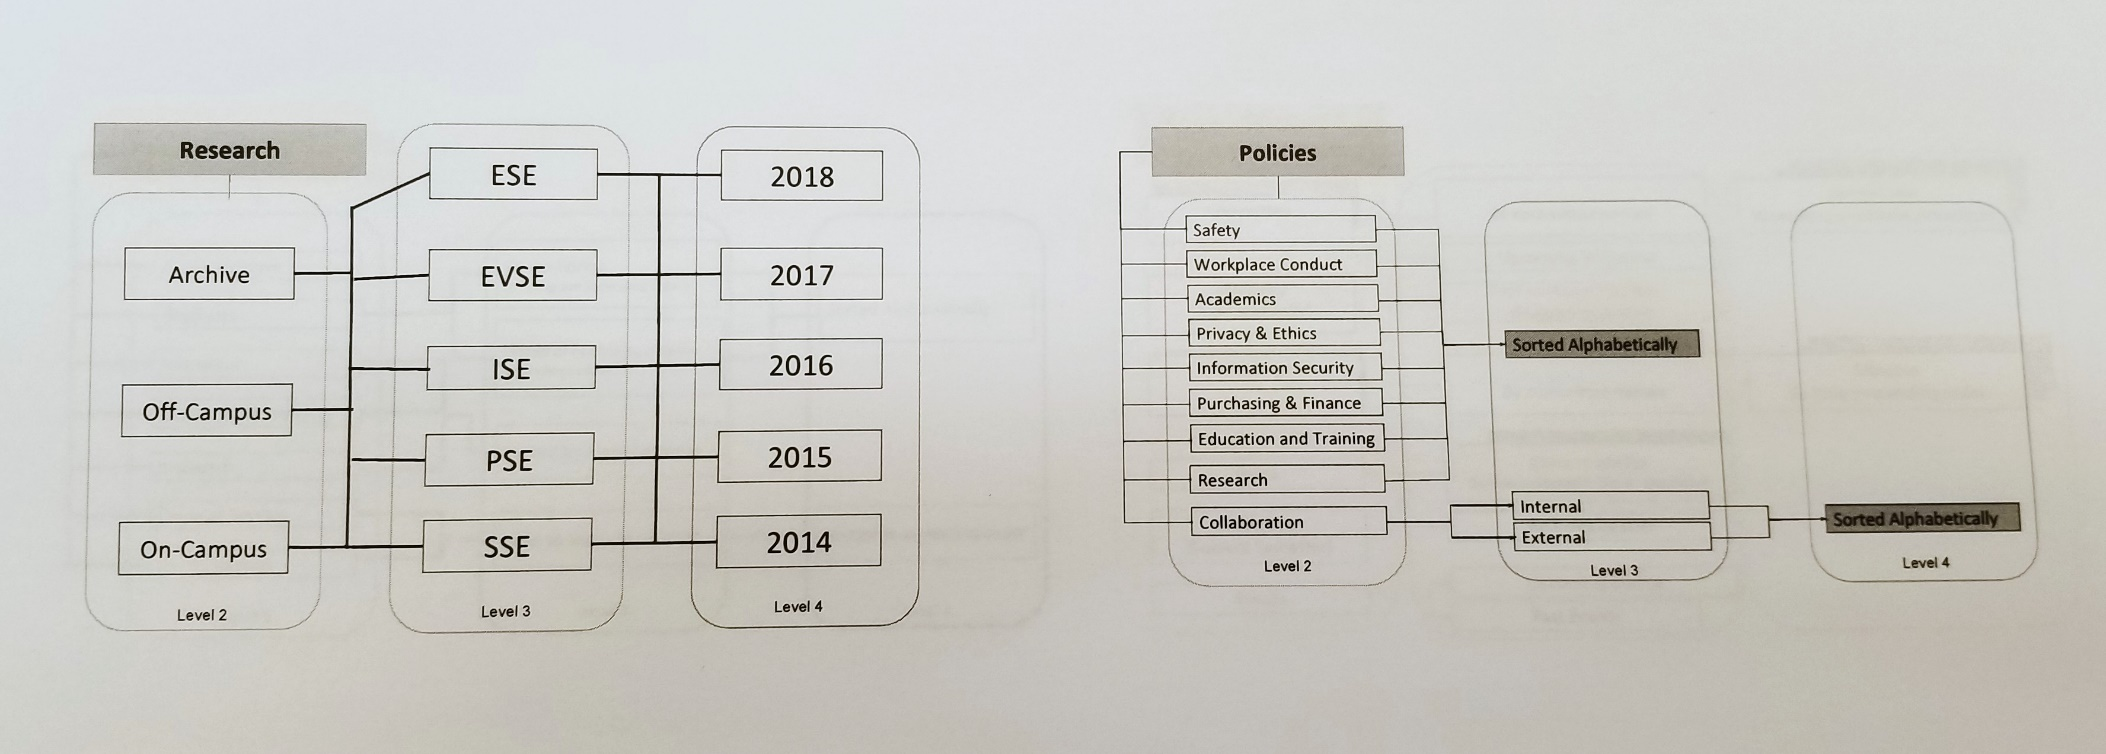 Research
Archive
Off-Campus
On-Campus
Level 2
ESE
EVSE
ISE
PSE
SSE
Level 3
2018
2017
2016
2015
2014
Level 4
Policies
Safety
Workplace Conduct
Academics
Privacy & Ethics
Information Security
Purchasing & Finance
Education and Training
Research
Collaboration
Level 2
Sorted Alphabetically
Internal
External
Level 3
Sorted Alphabetically
Level 4